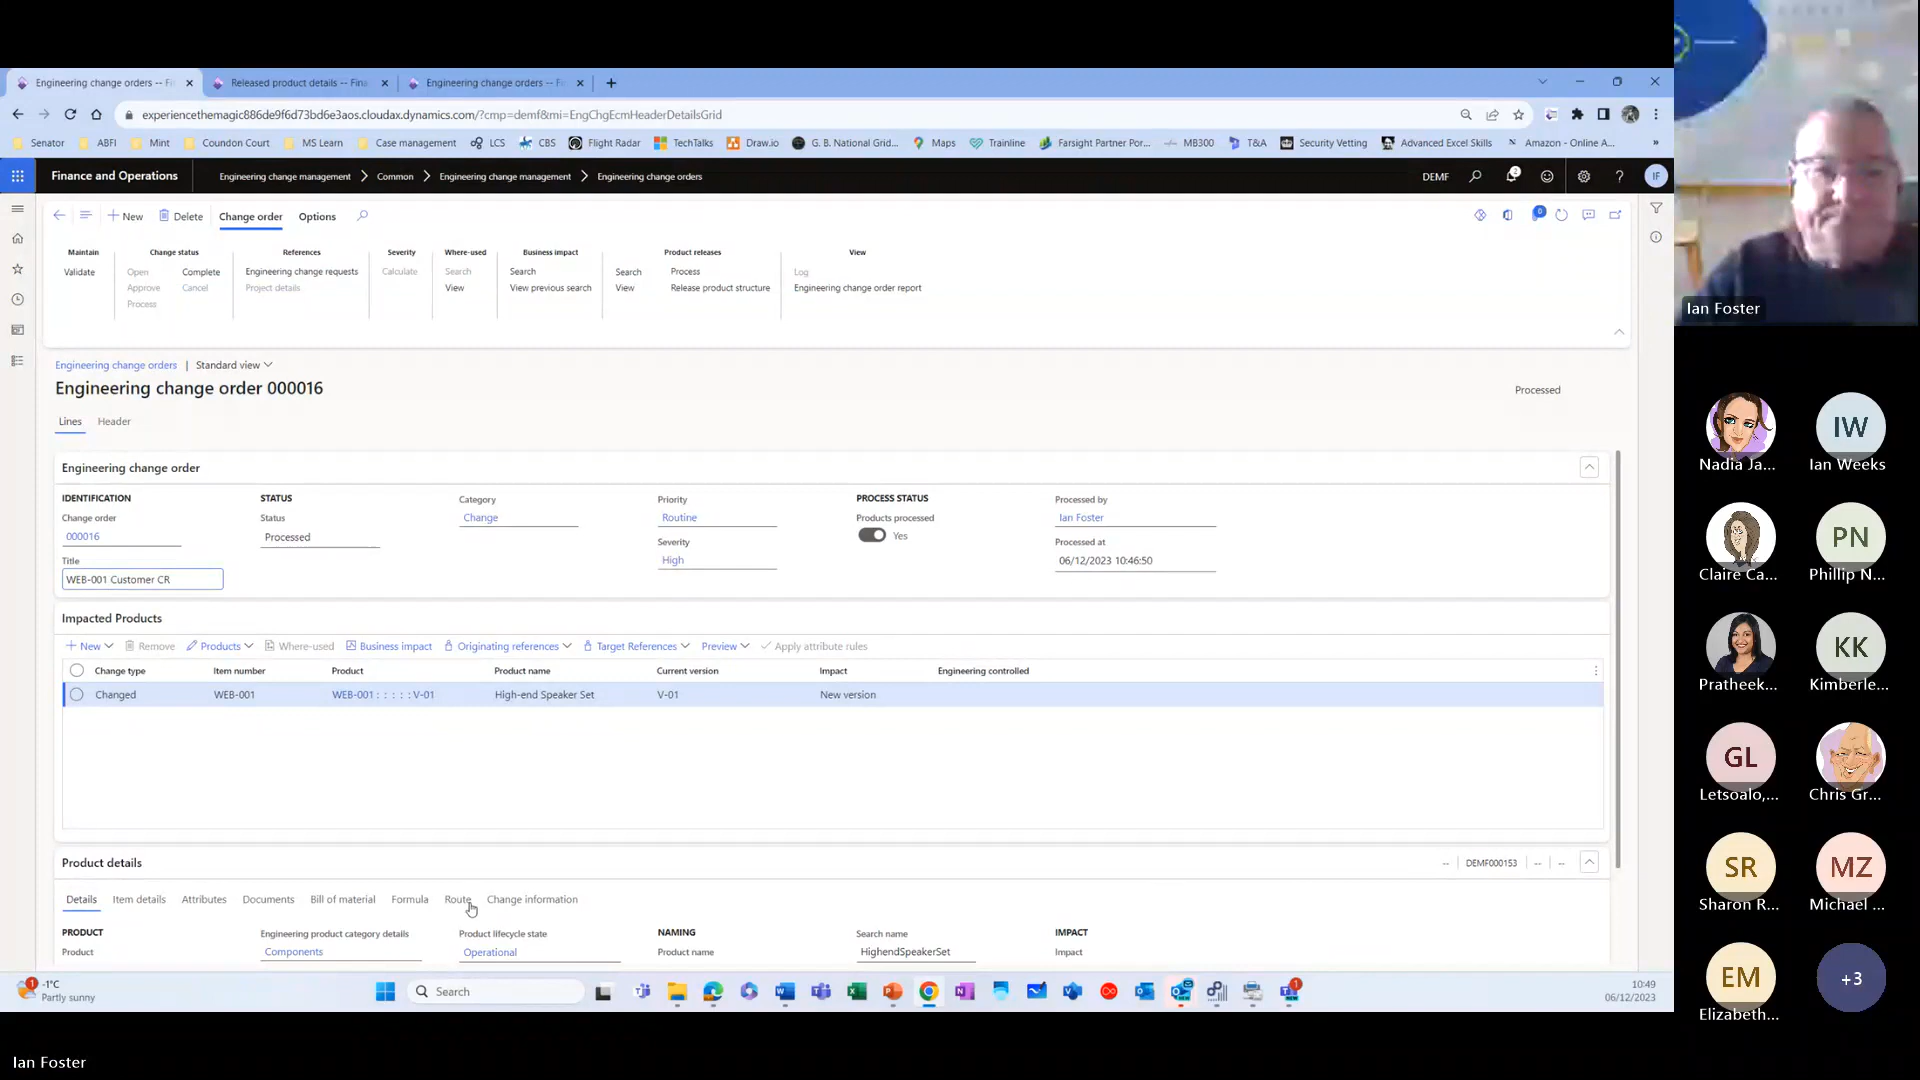 Engineering change orders -- Fi
Released product details -- Fina
Engineering change orders -- Fi
experiencethemagic886de9f6d73bd6e3aos.cloudax.dynamics.com/?cmp=demf&mi=EngChgEcmHeaderDetailsGrid
Senator ABFI Mint Coundon Court MS Learn Case management LCS CBS Flight Radar TechTalks Draw.io G. B. National Grid... Maps Trainline Farsight Partner Por... MB300 T&A Security Vetting Advanced Excel Skills Amazon - Online A... »
Finance and Operations Engineering change management Common Engineering change management Engineering change orders DEMF 2 ? IF
New Delete Change order Options 0
Maintain Change status References Severity Where-used Business impact Product releases View
Validate Open Complete Engineering change requests Calculate Search Search Search Process Log
Approve Cancel Project details View View previous search View Release product structure Engineering change order report
Process
Engineering change orders | Standard view
Engineering change order 000016 Processed
Lines Header
Engineering change order
IDENTIFICATION STATUS Category Priority PROCESS STATUS Processed by
Change order Status Change Routine Products processed Ian Foster
000016 Processed Yes
Severity Processed at
Title High 06/12/2023 10:46:50
WEB-001 Customer CR
Impacted Products
New Remove Products Where-used Business impact Originating references Target References Preview Apply attribute rules
Change type Item number Product Product name Current version Impact Engineering controlled
Changed WEB-001 WEB-001 : : : : : V-01 High-end Speaker Set V-01 New version
Product details -- | DEMF000153 | -- | --
Details Item details Attributes Documents Bill of material Formula Route Change information
PRODUCT Engineering product category details Product lifecycle state NAMING Search name IMPACT
Product Components Operational Product name HighendSpeakerSet Impact
1 -1°C
Partly sunny
Search
1
10:49
06/12/2023
Ian Foster
Ian Foster
Nadia Ja...
IW
Ian Weeks
Claire Ca...
PN
Phillip N...
Pratheek...
KK
Kimberle...
GL
Letsoalo,...
Chris Gr...
SR
Sharon R...
MZ
Michael ...
EM
Elizabeth...
+3